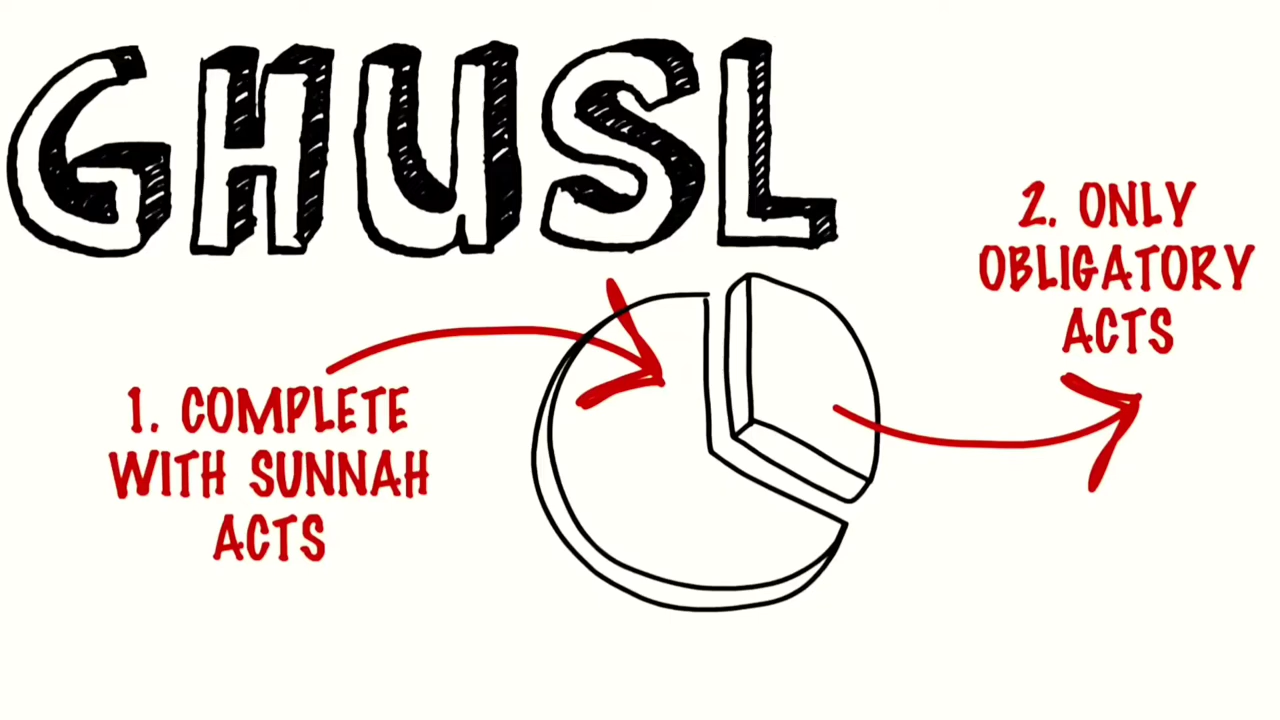 GHUSL
1. COMPLETE
WITH SUNNAH
ACTS
2. ONLY
OBLIGATORY
ACTS